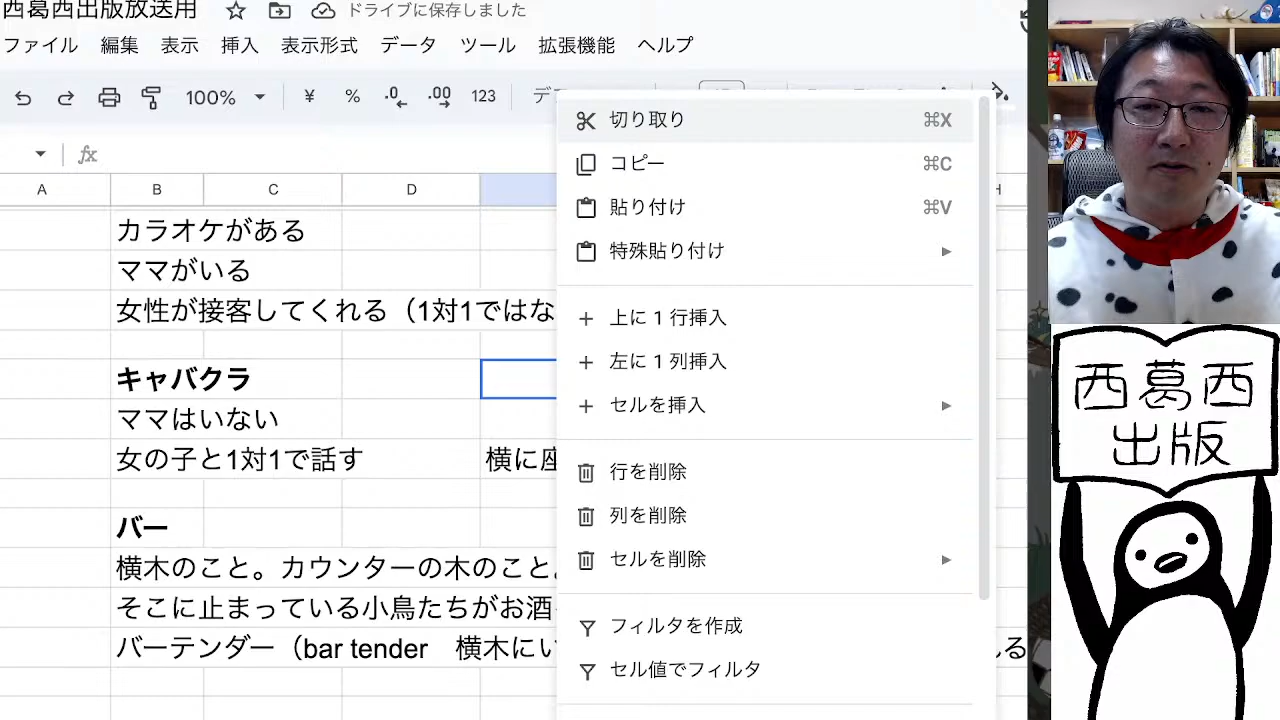 西葛西出版放送用
ドライブに保存しました
ファイル 編集 表示 挿入 表示形式 データ ツール 拡張機能 ヘルプ
100% ¥ % .0 .00 123 デ
fx
A B C D H
カラオケがある
ママがいる
女性が接客してくれる（1対1ではな
キャバクラ
ママはいない
女の子と1対1で話す 横に座
バー
横木のこと。カウンターの木のこと。
そこに止まっている小鳥たちがお酒
バーテンダー（bar tender 横木にい
れる
切り取り ⌘X
コピー ⌘C
貼り付け ⌘V
特殊貼り付け
上に 1 行挿入
左に 1 列挿入
セルを挿入
行を削除
列を削除
セルを削除
フィルタを作成
セル値でフィルタ
西葛西
出版